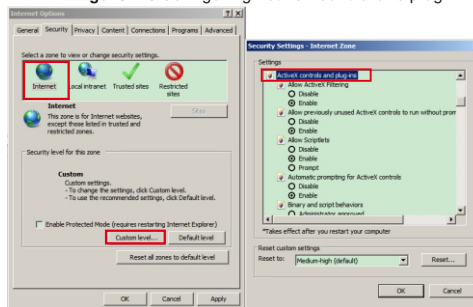 Internet Options
General Security Privacy Content Connections Programs Advanced
Select a zone to view or change security settings.
Internet Local intranet Trusted sites Restricted sites
Internet
This zone is for Internet websites,
except those listed in trusted and
restricted zones.
Sites
Security level for this zone
Custom
Custom settings.
- To change the settings, click Custom level.
- To use the recommended settings, click Default level.
Enable Protected Mode (requires restarting Internet Explorer)
Custom level... Default level
Reset all zones to default level
OK Cancel Apply
Security Settings - Internet Zone
Settings
ActiveX controls and plug-ins
Allow ActiveX Filtering
Disable
Enable
Allow previously unused ActiveX controls to run without prom
Disable
Enable
Allow Scriptlets
Disable
Enable
Prompt
Automatic prompting for ActiveX controls
Disable
Enable
Binary and script behaviors
Administrator approved
*Takes effect after you restart your computer
Reset custom settings
Reset to: Medium-high (default) Reset...
OK Cancel